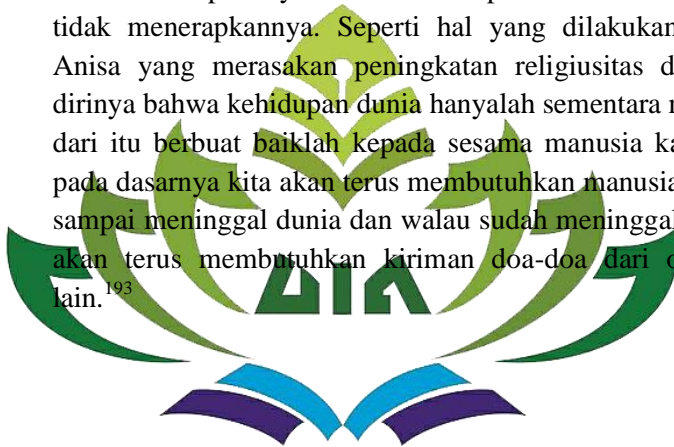 tidak menerapkannya. Seperti hal yang dilakukan
Anisa yang merasakan peningkatan religiusitas
dirinya bahwa kehidupan dunia hanyalah sementara
dari itu berbuat baiklah kepada sesama manusia
pada dasarnya kita akan terus membutuhkan manusia
sampai meninggal dunia dan walau sudah meninggal
akan terus membutuhkan kiriman doa-doa dari
lain.193
UIN